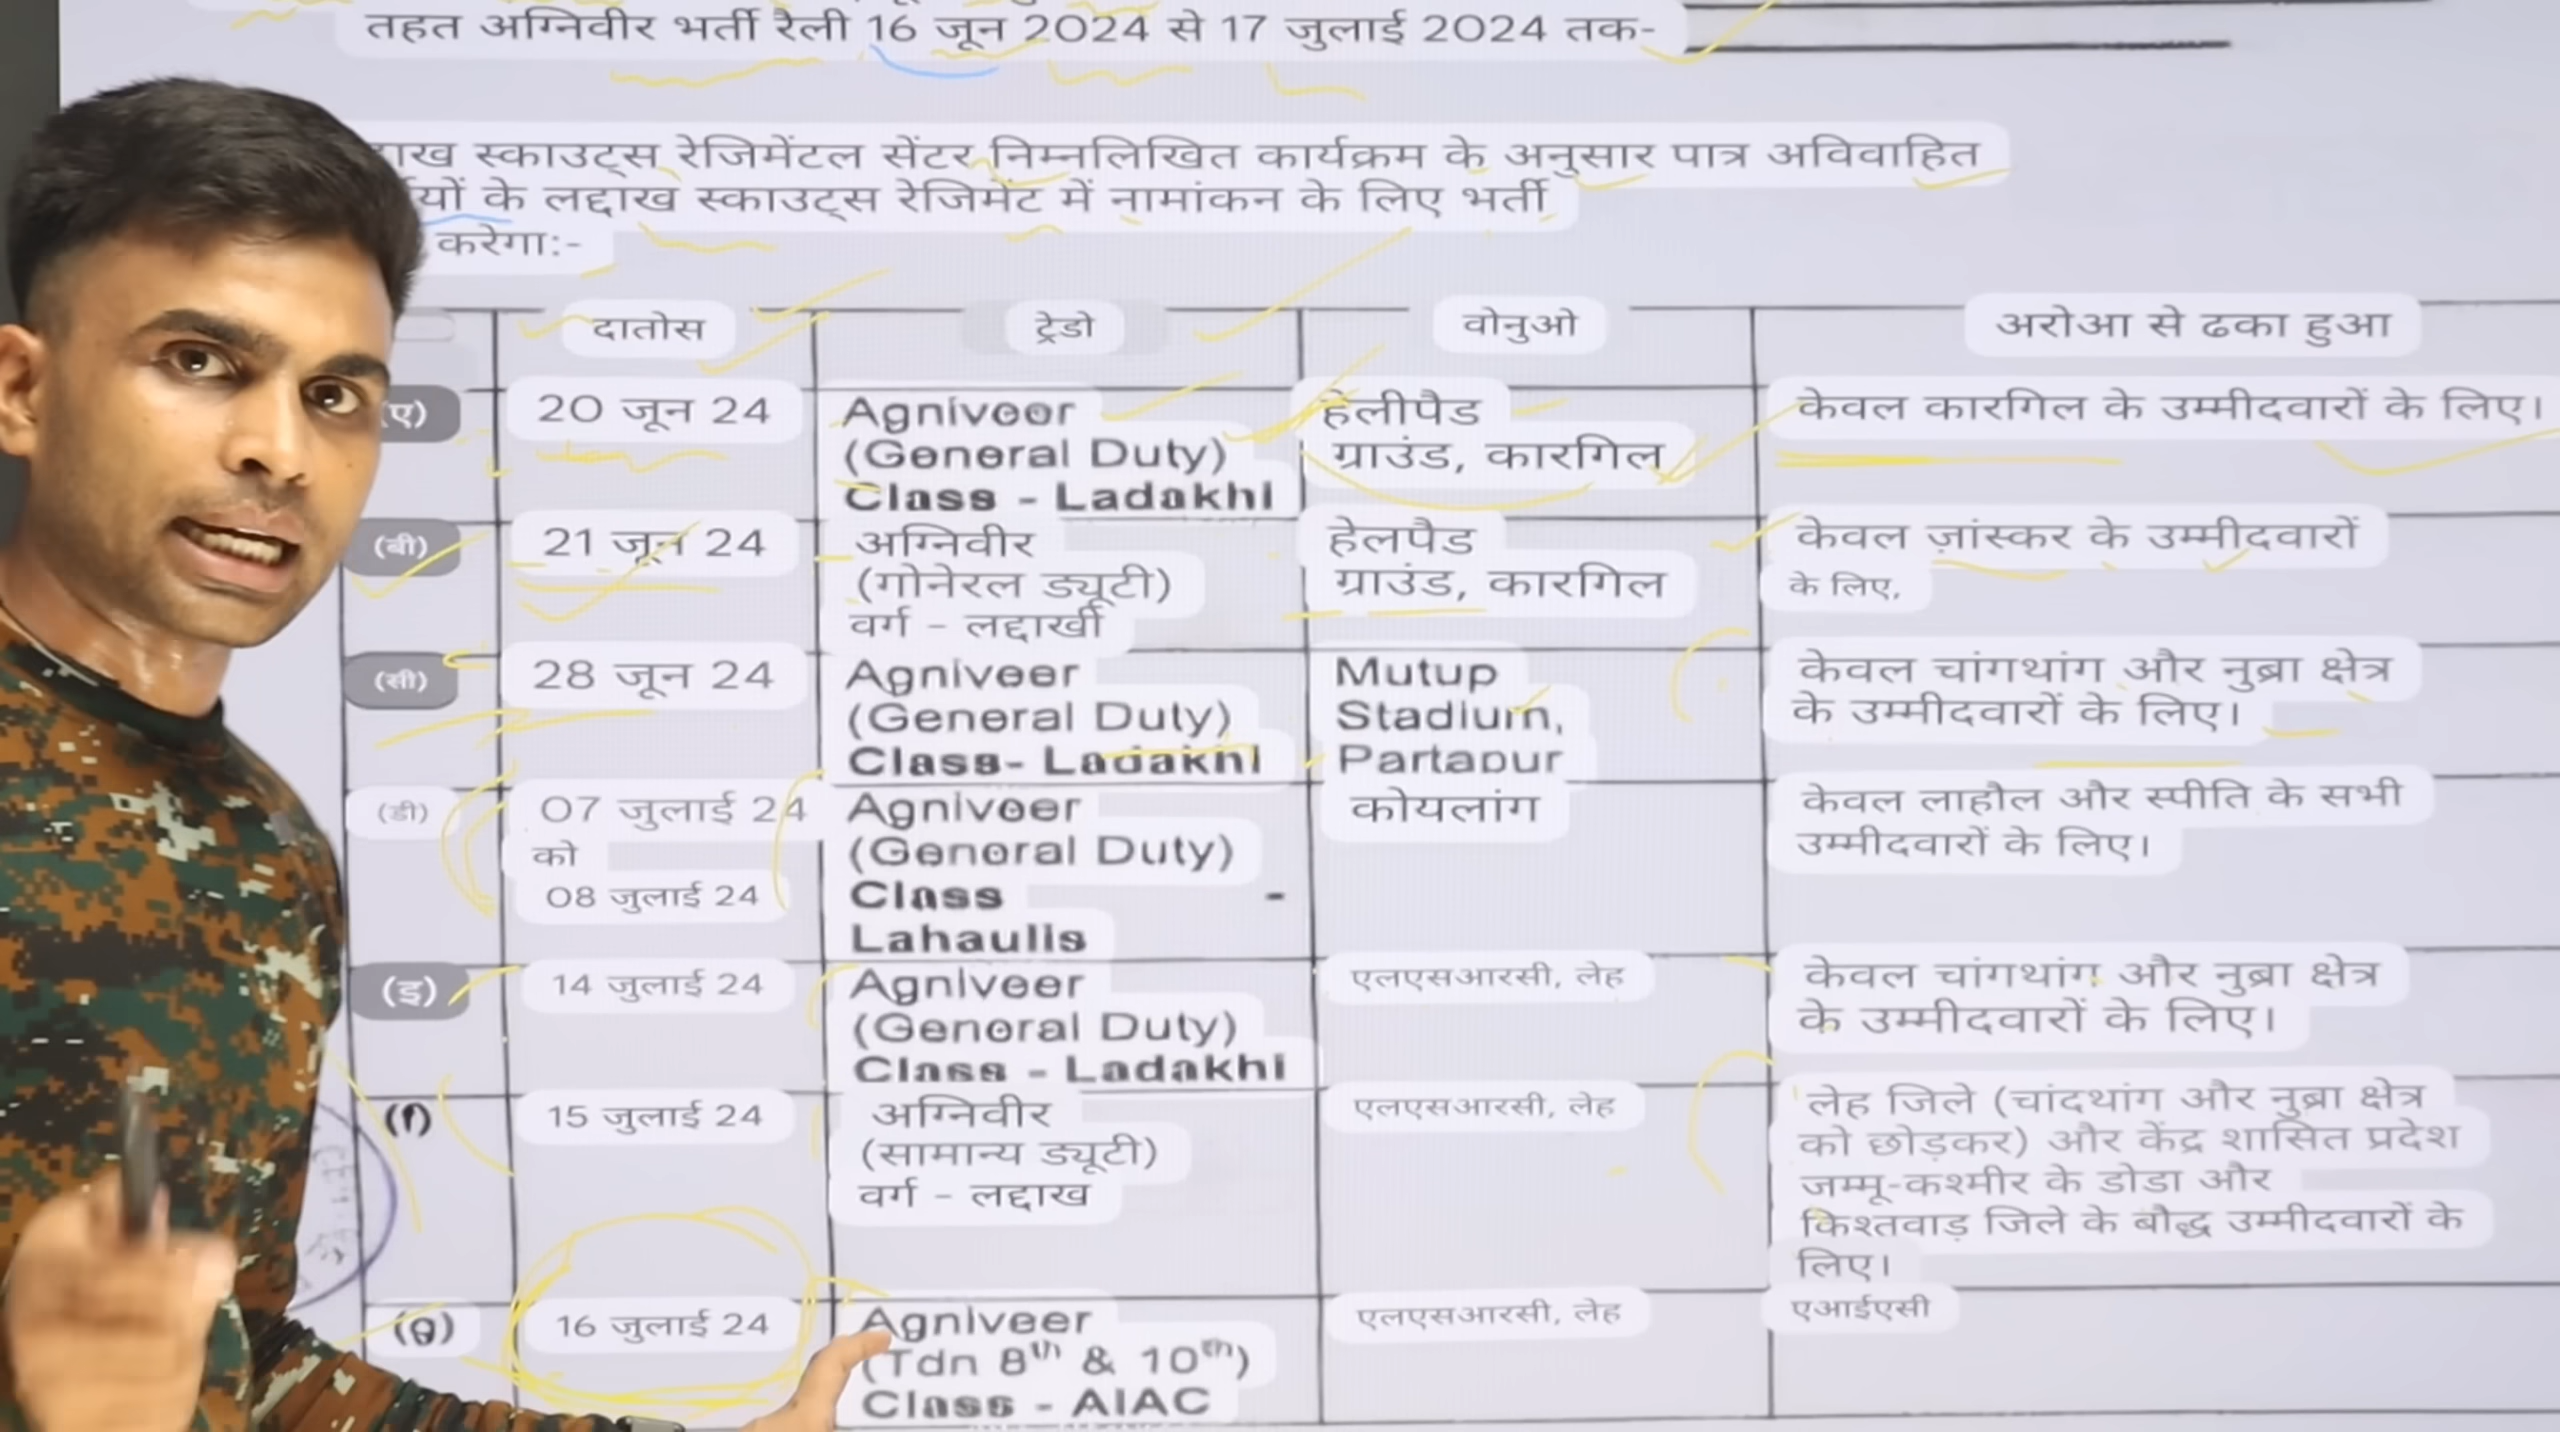 तहत अग्निवीर भर्ती रैली 16 जून 2024 से 17 जुलाई 2024 तक-
स्काउट्स रेजिमेंटल सेंटर निम्नलिखित कार्यक्रम के अनुसार पात्र अविवाहित
के लद्दाख स्काउट्स रेजिमेंट में नामांकन के लिए भर्ती
करेगा:-
दातोस
ट्रेडो
वोनुओ
अरोआ से ढका हुआ
(ए)
20 जून 24
Agniveer
(General Duty)
Class - Ladakhi
हेलीपैड
ग्राउंड, कारगिल
केवल कारगिल के उम्मीदवारों के लिए।
(बी)
21 जून 24
अग्निवीर
(गोनेरल ड्यूटी)
वर्ग - लद्दाखी
हेलपैड
ग्राउंड, कारगिल
केवल ज़ांस्कर के उम्मीदवारों
के लिए,
(सी)
28 जून 24
Agniveer
(General Duty)
Class- Ladakhi
Mutup
Stadium,
Partapur
केवल चांगथांग और नुब्रा क्षेत्र
के उम्मीदवारों के लिए।
(डी)
07 जुलाई 24
को
08 जुलाई 24
Agniveer
(General Duty)
Class -
Lahaulis
कोयलांग
केवल लाहौल और स्पीति के सभी
उम्मीदवारों के लिए।
(इ)
14 जुलाई 24
Agniveer
(General Duty)
Class - Ladakhi
एलएसआरसी, लेह
केवल चांगथांग और नुब्रा क्षेत्र
के उम्मीदवारों के लिए।
(f)
15 जुलाई 24
अग्निवीर
(सामान्य ड्यूटी)
वर्ग - लद्दाख
एलएसआरसी, लेह
लेह जिले (चांदथांग और नुब्रा क्षेत्र
को छोड़कर) और केंद्र शासित प्रदेश
जम्मू-कश्मीर के डोडा और
किश्तवाड़ जिले के बौद्ध उम्मीदवारों के
लिए।
(g)
16 जुलाई 24
Agniveer
(Tdn 8th & 10th)
Class - AIAC
एलएसआरसी, लेह
एआईएसी